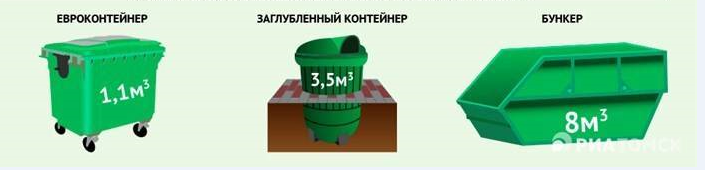 ЕВРОКОНТЕЙНЕР
ЗАГЛУБЛЕННЫЙ КОНТЕЙНЕР
БУНКЕР
1,1м³
3,5м³
8м³
РИАТОМСК